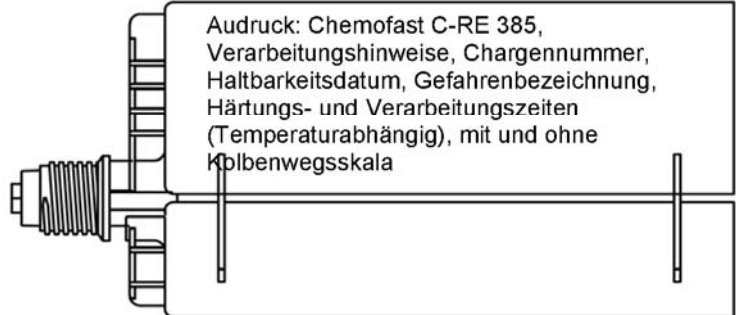 Audruck: Chemofast C-RE 385,
Verarbeitungshinweise, Chargennummer,
Haltbarkeitsdatum, Gefahrenbezeichnung,
Härtungs- und Verarbeitungszeiten
(Temperaturabhängig), mit und ohne
Kolbenwegsskala